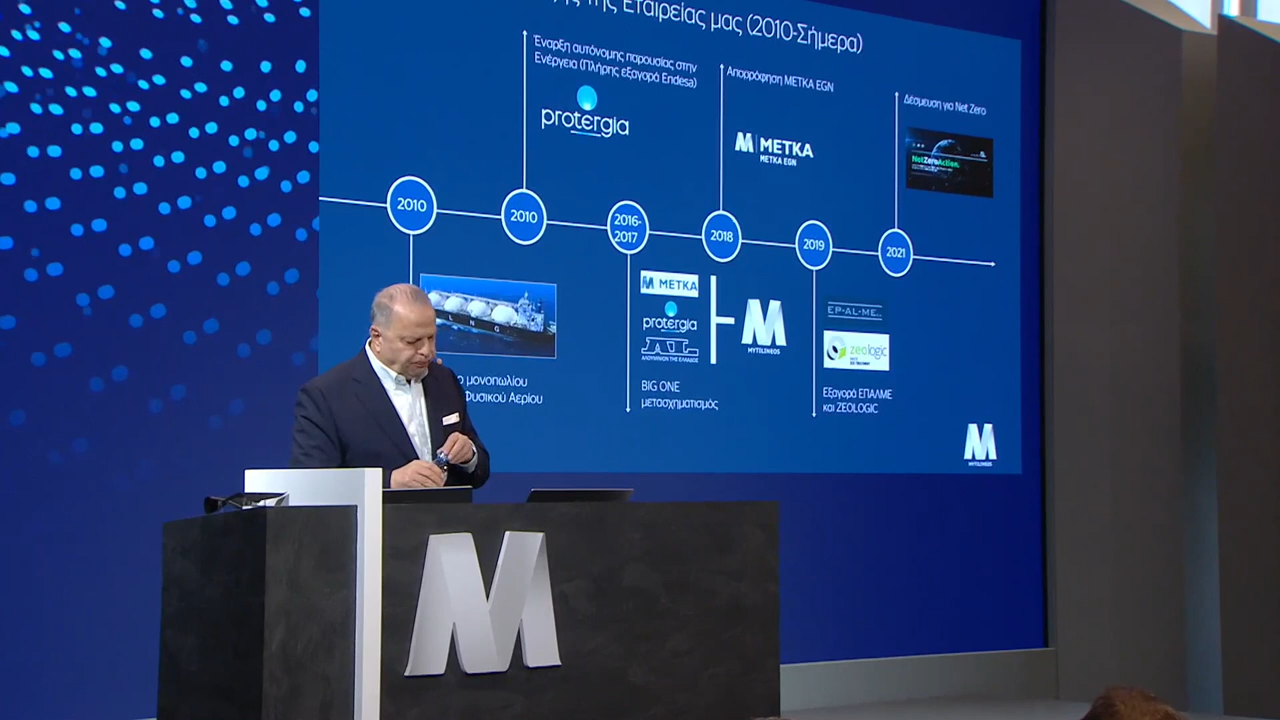 της Εταιρείας μας (2010-Σήμερα)
Έναρξη αυτόνομης παρουσίας στην
Ενέργεια (Πλήρης εξαγορά Endesa)
protergia
Απορρόφηση METKA EGN
M METKA
METKA EGN
Δέσμευση για Net Zero
NetZeroAction.
2010
2010
2016-
2017
2018
2019
2021
LNG
μονοπωλίου
Φυσικού Αερίου
M METKA
protergia
ΑΛΟΥΜΙΝΙΟΝ ΤΗΣ ΕΛΛΑΔΟΣ
M
MYTILINEOS
BIG ONE
μετασχηματισμός
EP-AL-ME
zeologic
Εξαγορά ΕΠΑΛΜΕ
και ZEOLOGIC
M
MYTILINEOS
M